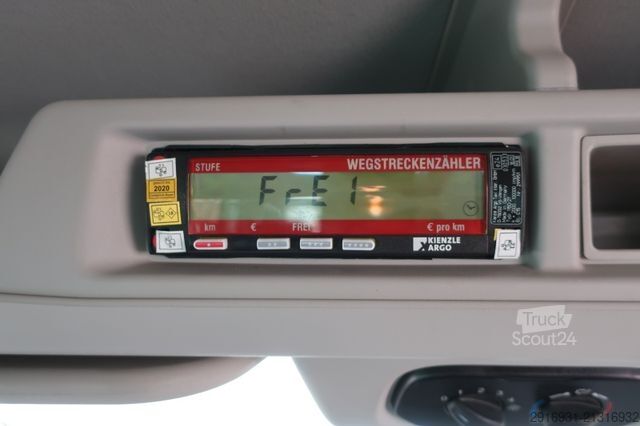 STUFE WEGSTRECKENZÄHLER
2020
FrEI
km € FREI € pro km
KIENZLE
ARGO
Truck
Scout24
2916931-21316932